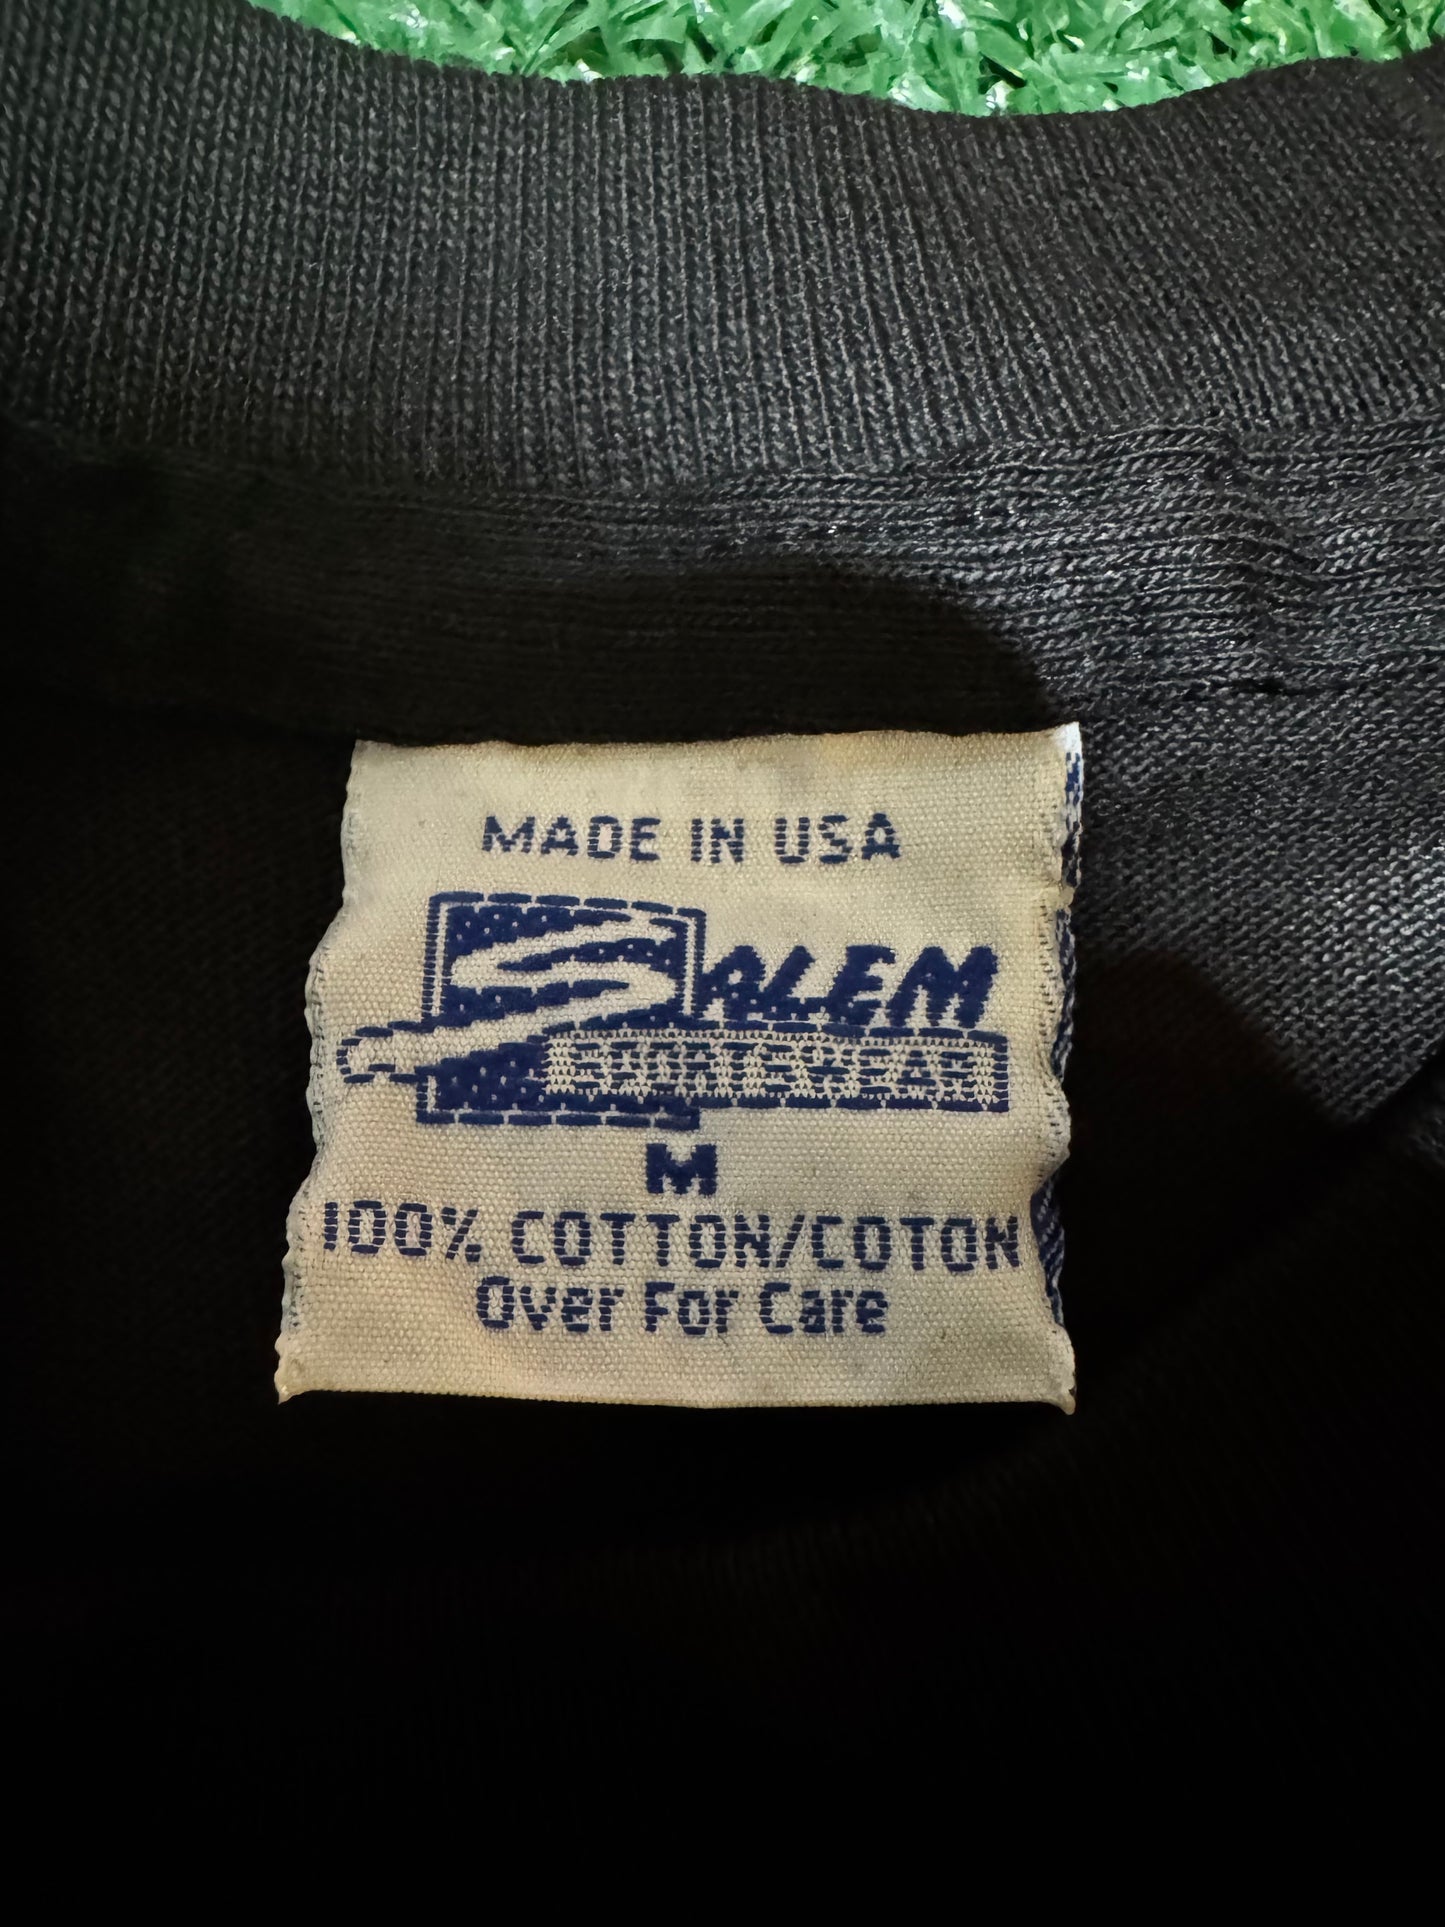 MADE IN USA
SALEM
SPORTSWEAR
M
100% COTTON/COTON
Over For Care